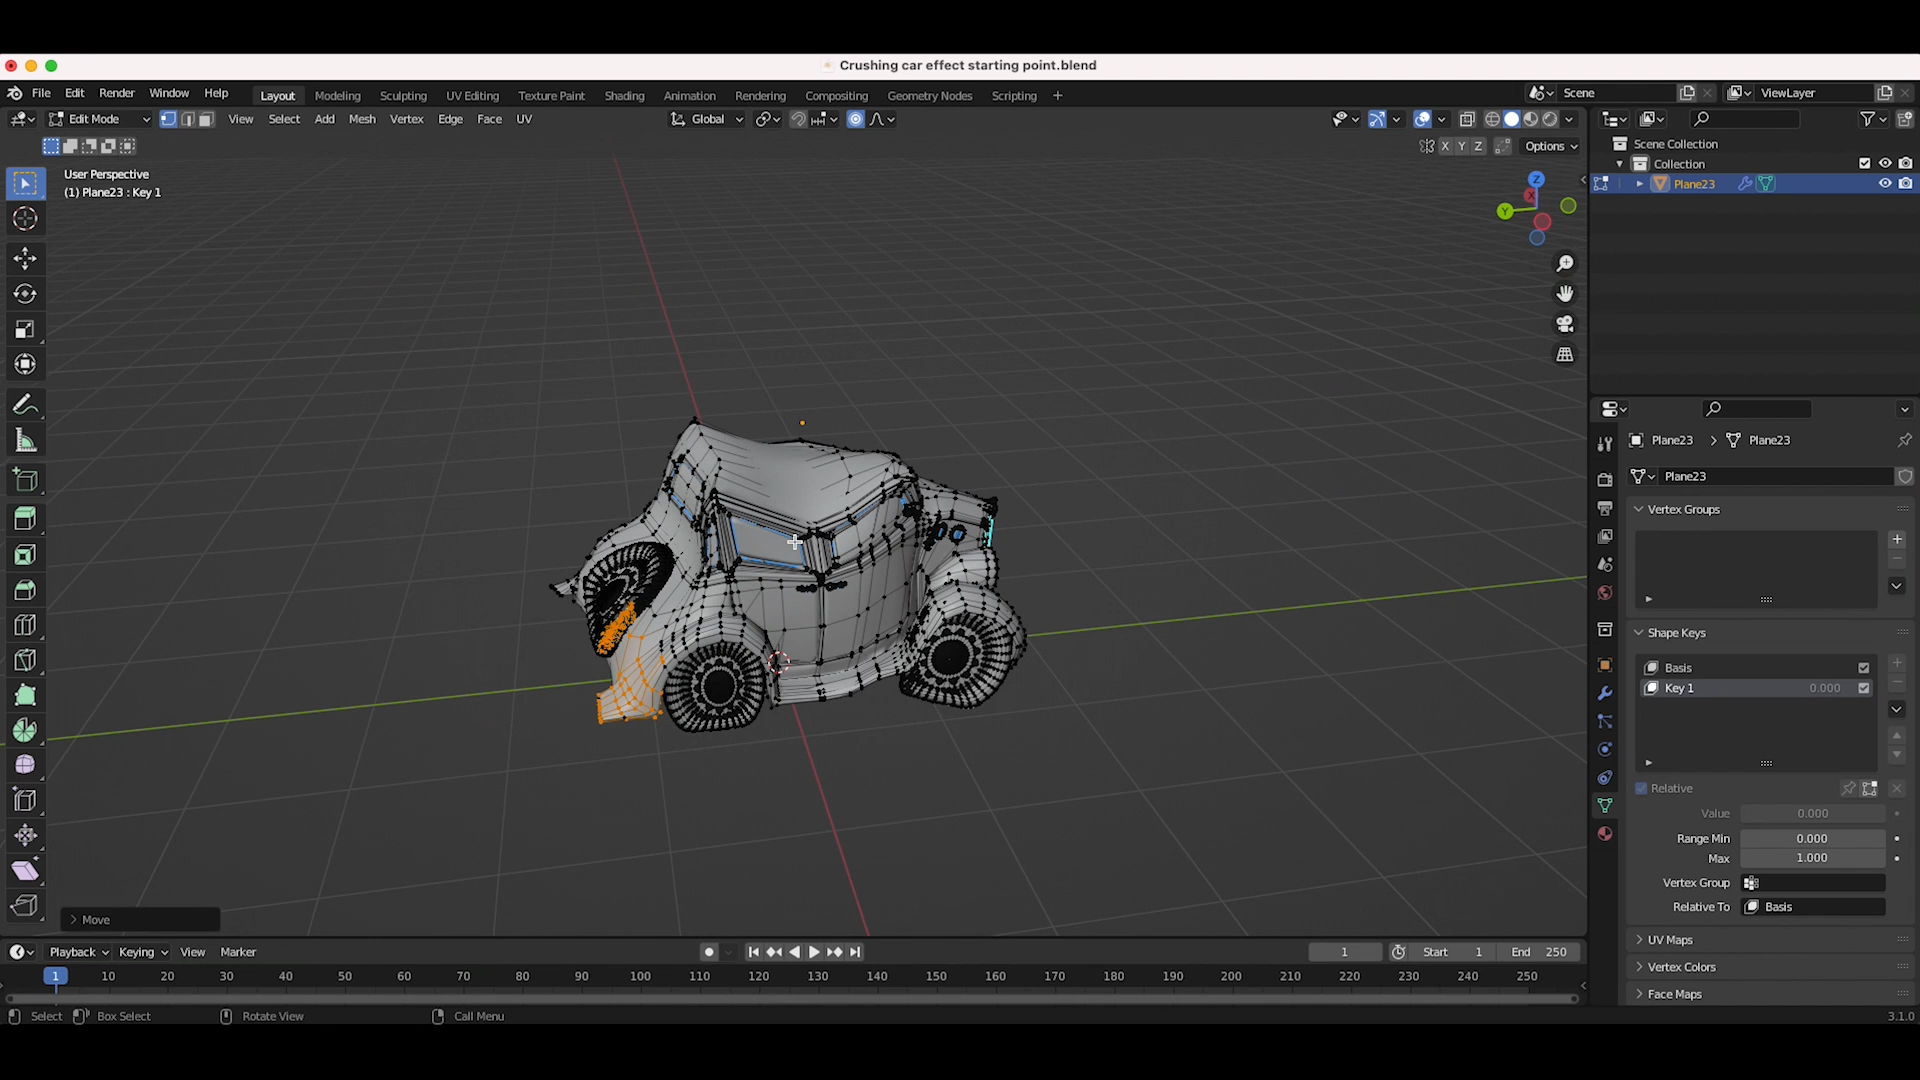 Crushing car effect starting point.blend
File Edit Render Window Help Layout Modeling Sculpting UV Editing Texture Paint Shading Animation Rendering Compositing Geometry Nodes Scripting + Scene ViewLayer
Edit Mode View Select Add Mesh Vertex Edge Face UV Global
X Y Z Options
Scene Collection
Collection
Plane23
User Perspective
(1) Plane23 : Key 1
Z
X
Y
Plane23 > Plane23
Plane23
Vertex Groups
Shape Keys
Basis
Key 1 0.000
Relative
Value 0.000
Range Min 0.000
Max 1.000
Vertex Group
Relative To Basis
UV Maps
Vertex Colors
Face Maps
> Move
Playback Keying View Marker 1 Start 1 End 250
1 10 20 30 40 50 60 70 80 90 100 110 120 130 140 150 160 170 180 190 200 210 220 230 240 250
Select Box Select Rotate View Call Menu 3.1.0